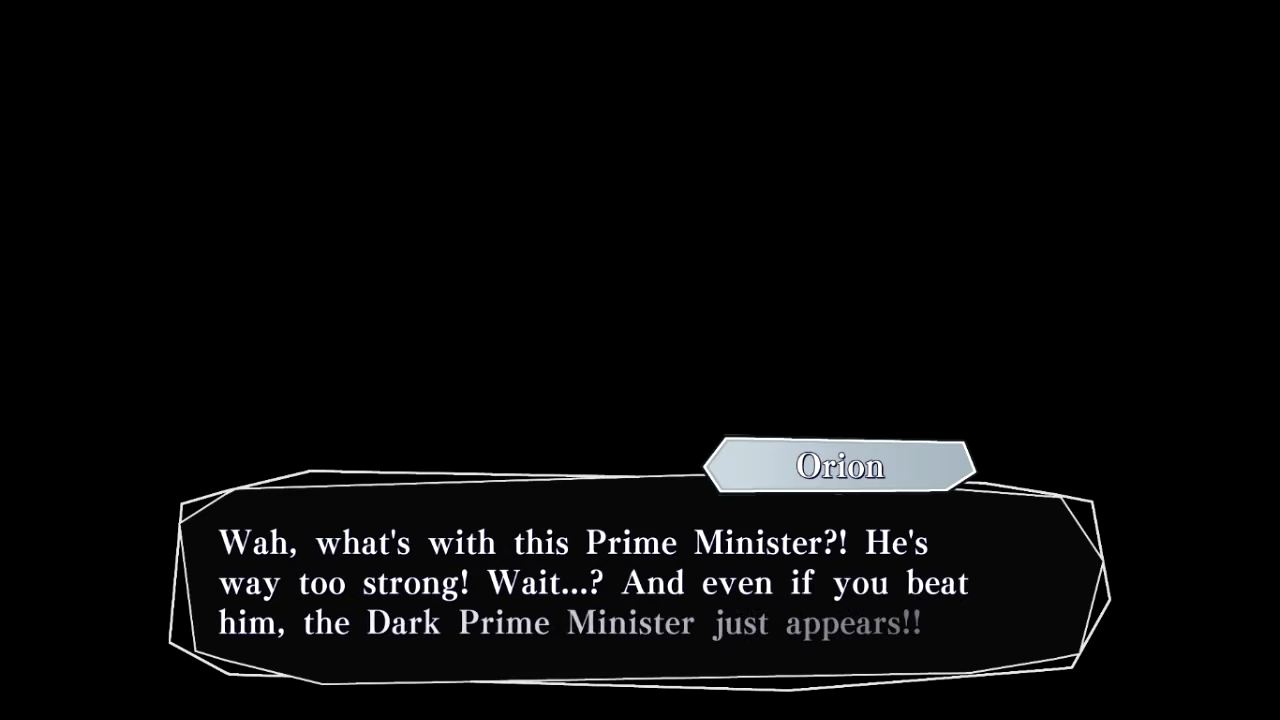 Orion
Wah, what's with this Prime Minister?! He's
way too strong! Wait...? And even if you beat
him, the Dark Prime Minister just appears!!